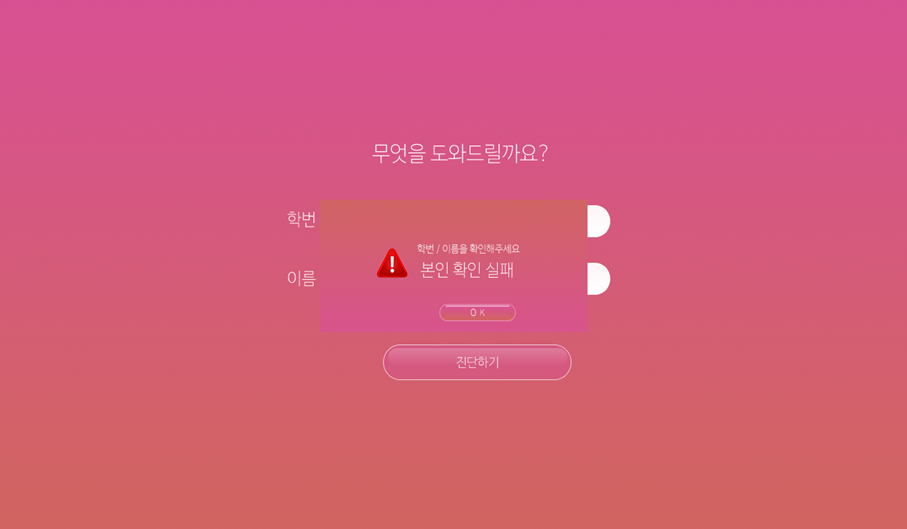 무엇을 도와드릴까요?
학번
학번 / 이름을 확인해주세요
본인 확인 실패
이름
OK
진단하기